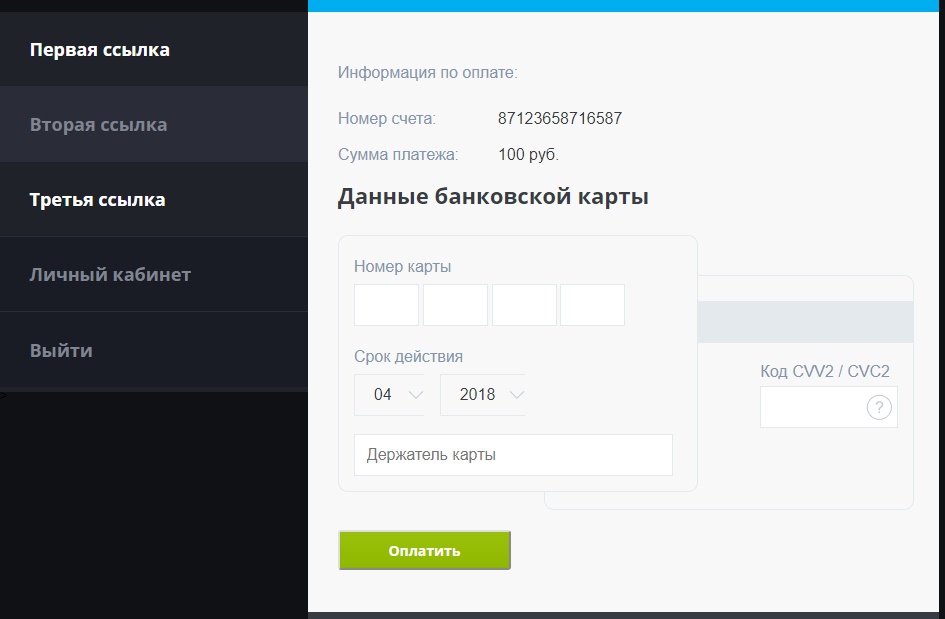 Первая ссылка
Вторая ссылка
Третья ссылка
Личный кабинет
Выйти
>
Информация по оплате:
Номер счета: 87123658716587
Сумма платежа: 100 руб.
Данные банковской карты
Номер карты
Срок действия
04 2018
Держатель карты
Код CVV2 / CVC2
?
Оплатить